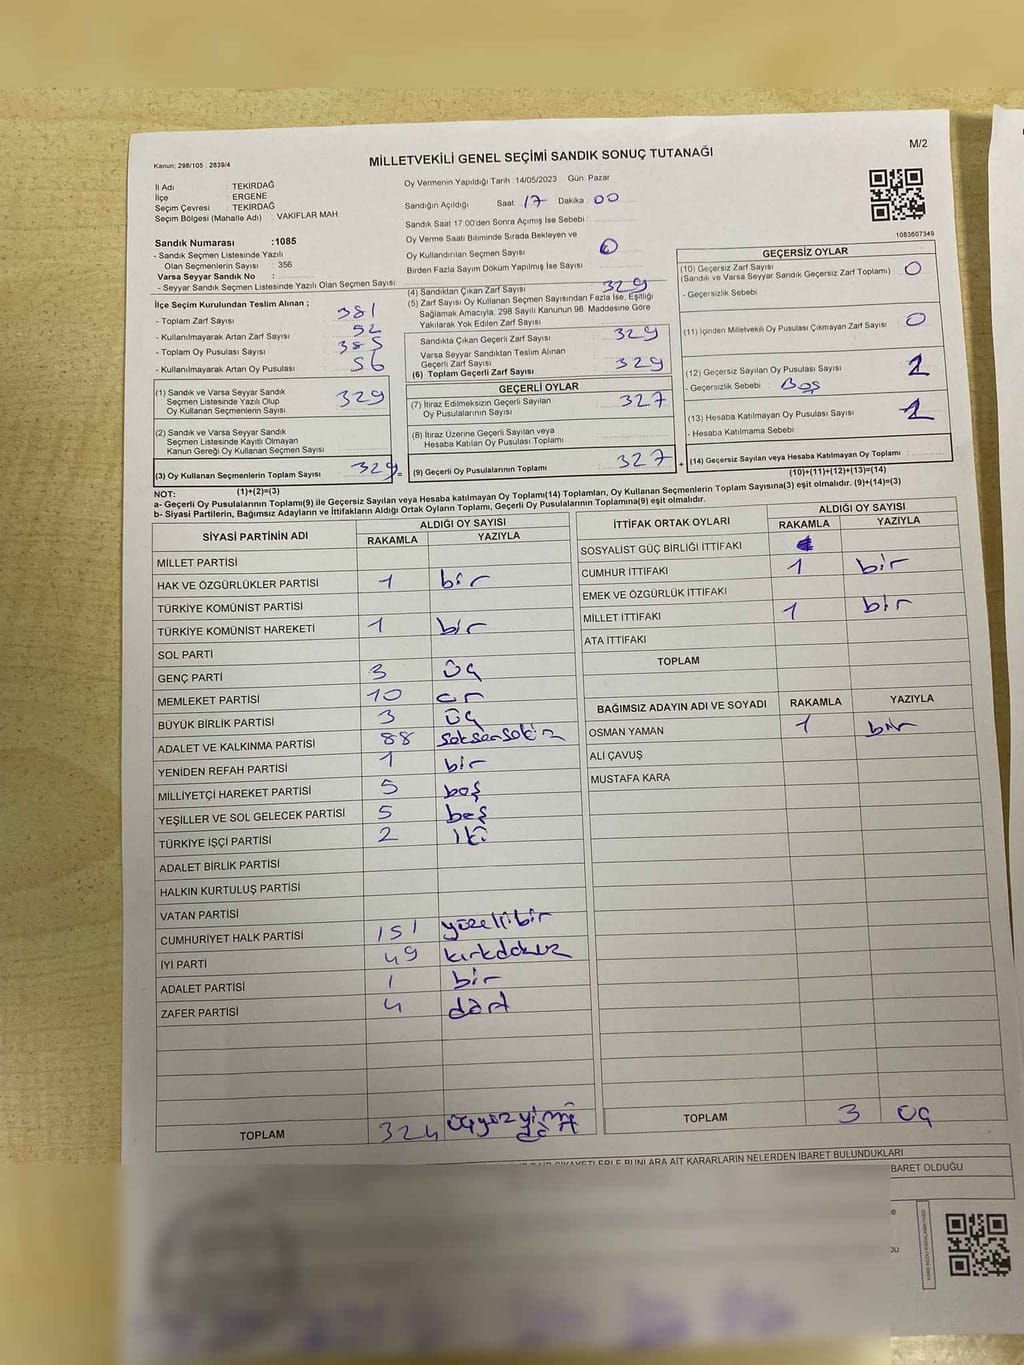 Kanun; 298/105 , 2839/4
MİLLETVEKİLİ GENEL SEÇİMİ SANDIK SONUÇ TUTANAĞI
M/2
İl Adı TEKİRDAĞ
İlçe ERGENE
Seçim Çevresi : TEKİRDAĞ
Seçim Bölgesi (Mahalle Adı) : VAKIFLAR MAH
Sandık Numarası :1085
- Sandık Seçmen Listesinde Yazılı
Olan Seçmenlerin Sayısı : 356
Varsa Seyyar Sandık No :
- Seyyar Sandık Seçmen Listesinde Yazılı Olan Seçmen Sayısı:
Oy Vermenin Yapıldığı Tarih :14/05/2023 Gün: Pazar
Sandığın Açıldığı Saat: 17 Dakika 00
Sandık Saat 17.00'den Sonra Açımış İse Sebebi :
Oy Verme Saati Bitiminde Sırada Bekleyen ve
Oy Kullandırılan Seçmen Sayısı
Birden Fazla Sayım Döküm Yapılmış İse Sayısı
1083607349
İlçe Seçim Kurulundan Teslim Alınan ;
- Toplam Zarf Sayısı 381
- Kullanılmayarak Artan Zarf Sayısı 52
- Toplam Oy Pusulası Sayısı 385
- Kullanılmayarak Artan Oy Pusulası 56
(1) Sandık ve Varsa Seyyar Sandık
Seçmen Listesinde Yazılı Olup
Oy Kullanan Seçmenlerin Sayısı 329
(2) Sandık ve Varsa Seyyar Sandık
Seçmen Listesinde Kayıtlı Olmayan
Kanun Gereği Oy Kullanan Seçmen Sayısı
(3) Oy Kullanan Seçmenlerin Toplam Sayısı 329 =
(1)+(2)=(3)
(4) Sandıktan Çıkan Zarf Sayısı 329
(5) Zarf Sayısı Oy Kullanan Seçmen Sayısından Fazla İse, Eşitliği
Sağlamak Amacıyla, 298 Sayılı Kanunun 98. Maddesine Göre
Yakılarak Yok Edilen Zarf Sayısı
Sandıkta Çıkan Geçerli Zarf Sayısı 329
Varsa Seyyar Sandıktan Teslim Alınan
Geçerli Zarf Sayısı
(6) Toplam Geçerli Zarf Sayısı 329
GEÇERLİ OYLAR
(7) İtiraz Edilmeksizin Geçerli Sayılan
Oy Pusulalarının Sayısı 327
(8) İtiraz Üzerine Geçerli Sayılan veya
Hesaba Katılan Oy Pusulası Toplamı
(9) Geçerli Oy Pusulalarının Toplamı 327 +
GEÇERSİZ OYLAR
(10) Geçersiz Zarf Sayısı 0
(Sandık ve Varsa Seyyar Sandık Geçersiz Zarf Toplamı)
- Geçersizlik Sebebi :
(11) İçinden Milletvekili Oy Pusulası Çıkmayan Zarf Sayısı 0
(12) Geçersiz Sayılan Oy Pusulası Sayısı 1
- Geçersizlik Sebebi : Boş
(13) Hesaba Katılmayan Oy Pusulası Sayısı 1
- Hesaba Katılmama Sebebi
(14) Geçersiz Sayılan veya Hesaba Katılmayan Oy Toplamı
(10)+(11)+(12)+(13)=(14)
NOT:
a- Geçerli Oy Pusulalarının Toplamı(9) ile Geçersiz Sayılan veya Hesaba katılmayan Oy Toplamı(14) Toplamları, Oy Kullanan Seçmenlerin Toplam Sayısına(3) eşit olmalıdır. (9)+(14)=(3)
b- Siyasi Partilerin, Bağımsız Adayların ve İttifakların Aldığı Ortak Oyların Toplamı, Geçerli Oy Pusulalarının Toplamına(9) eşit olmalıdır.
SİYASİ PARTİNİN ADI
ALDIĞI OY SAYISI
RAKAMLA YAZIYLA
MİLLET PARTİSİ
HAK VE ÖZGÜRLÜKLER PARTİSİ 1 bir
TÜRKİYE KOMÜNİST PARTİSİ
TÜRKİYE KOMÜNİST HAREKETİ 1 bir
SOL PARTİ
GENÇ PARTİ 3 üç
MEMLEKET PARTİSİ 10 on
BÜYÜK BİRLİK PARTİSİ 3 üç
ADALET VE KALKINMA PARTİSİ 88 seksensekiz
YENİDEN REFAH PARTİSİ 1 bir
MİLLİYETÇİ HAREKET PARTİSİ 5 beş
YEŞİLLER VE SOL GELECEK PARTİSİ 5 beş
TÜRKİYE İŞÇİ PARTİSİ 2 iki
ADALET BİRLİK PARTİSİ
HALKIN KURTULUŞ PARTİSİ
VATAN PARTİSİ
CUMHURİYET HALK PARTİSİ 151 yüzellibir
İYİ PARTİ 49 kırkdokuz
ADALET PARTİSİ 1 bir
ZAFER PARTİSİ 4 dört
TOPLAM 324 üçyüzyirmi
dört
İTTİFAK ORTAK OYLARI
ALDIĞI OY SAYISI
RAKAMLA YAZIYLA
SOSYALİST GÜÇ BİRLİĞİ İTTİFAKI
CUMHUR İTTİFAKI 1 bir
EMEK VE ÖZGÜRLÜK İTTİFAKI
MİLLET İTTİFAKI 1 bir
ATA İTTİFAKI
TOPLAM
BAĞIMSIZ ADAYIN ADI VE SOYADI RAKAMLA YAZIYLA
OSMAN YAMAN 1 bir
ALİ ÇAVUŞ
MUSTAFA KARA
TOPLAM 3 üç
ŞİKAYETLERLE BUNLARA AİT KARARLARIN NELERDEN İBARET BULUNDUKLARI
BARET OLDUĞU